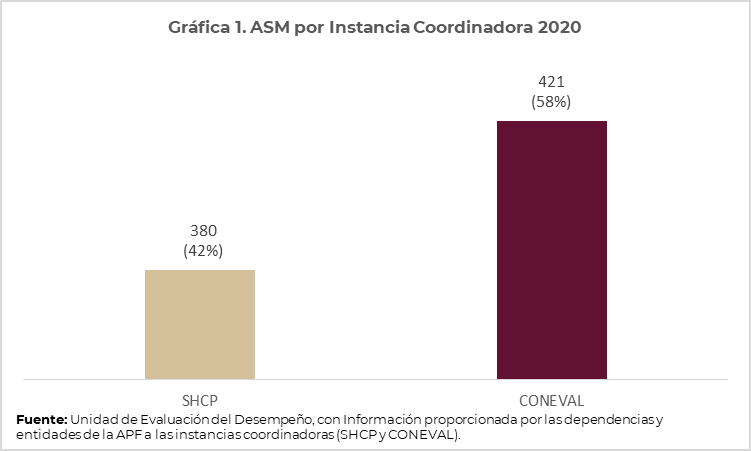 Gráfica 1. ASM por Instancia Coordinadora 2020
421
(58%)
380
(42%)
SHCP
CONEVAL
Fuente: Unidad de Evaluación del Desempeño, con Información proporcionada por las dependencias y
entidades de la APF a las instancias coordinadoras (SHCP y CONEVAL).